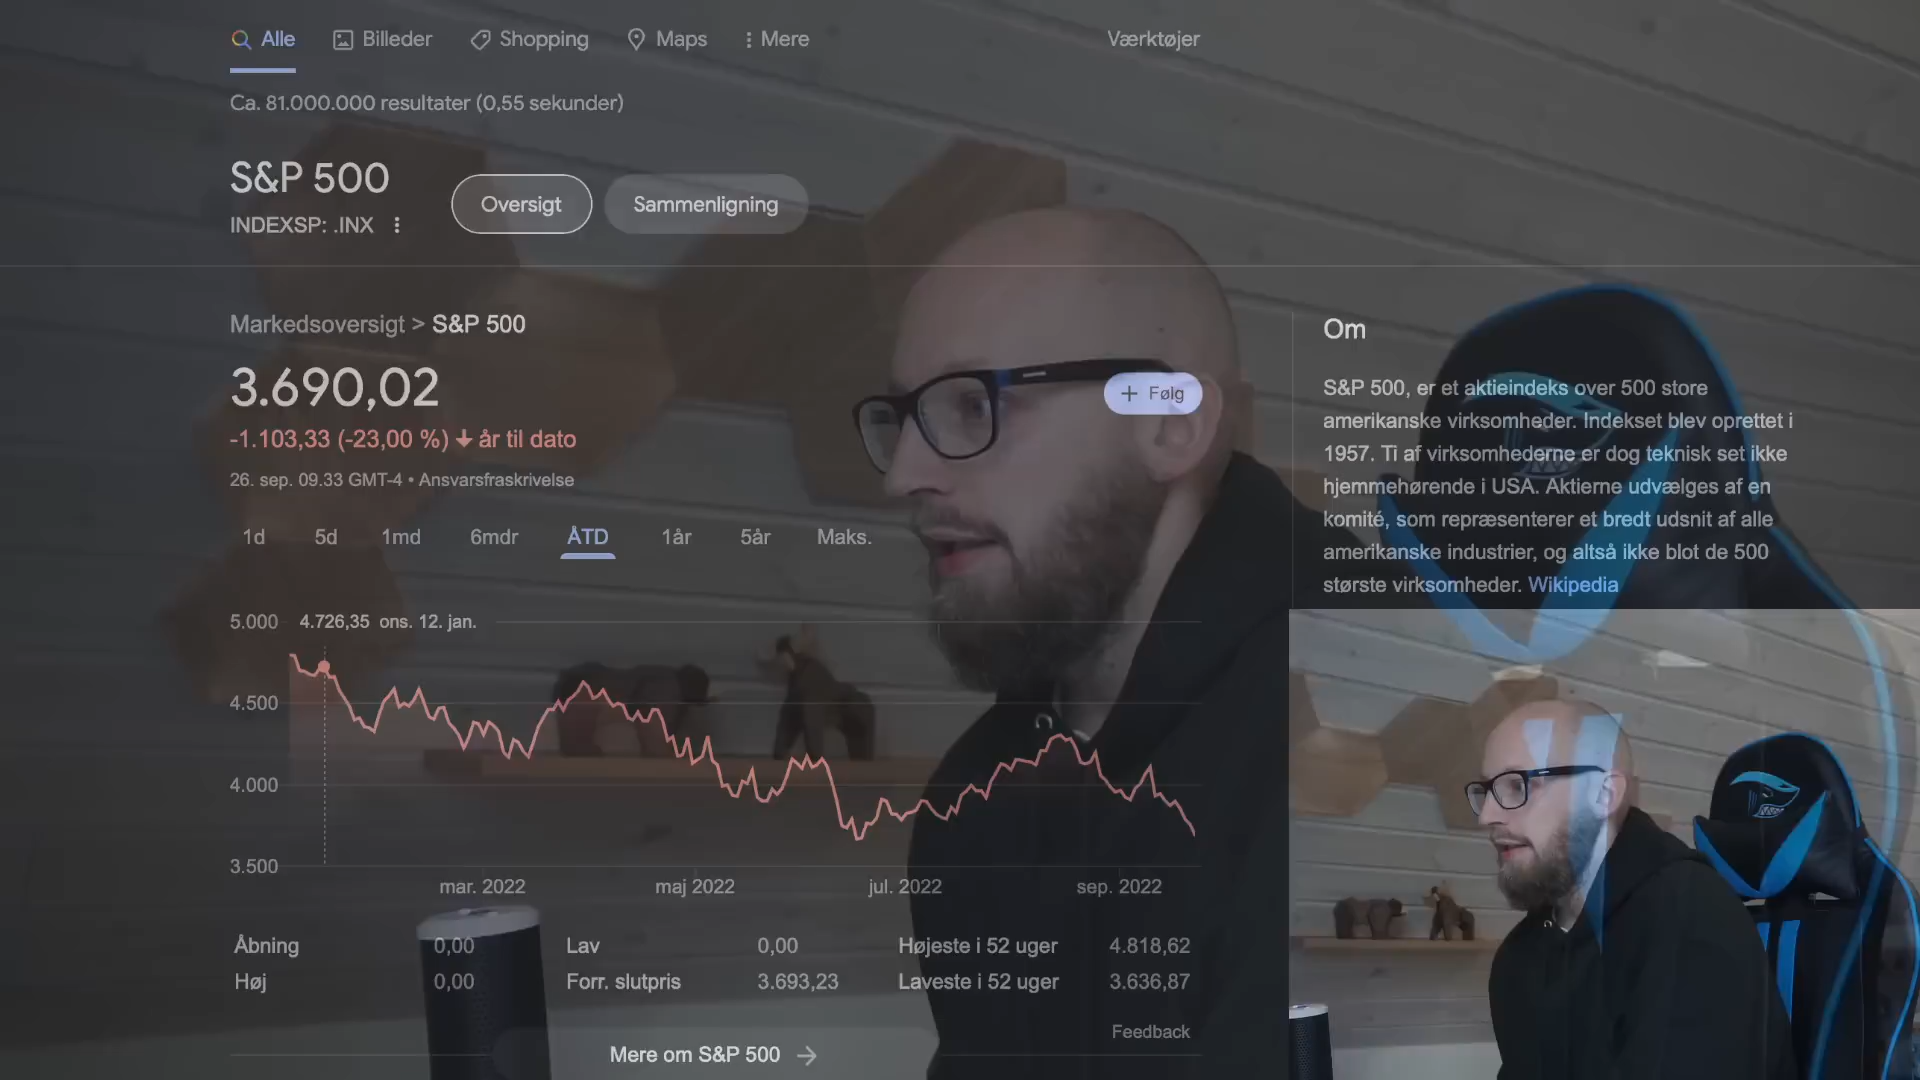 Alle
Billeder
Shopping
Maps
Mere
Værktøjer
Ca. 81.000.000 resultater (0,55 sekunder)
S&P 500
INDEXSP: .INX
Oversigt
Sammenligning
Markedsoversigt > S&P 500
3.690,02
+ Følg
-1.103,33 (-23,00 %) ↓ år til dato
26. sep. 09.33 GMT-4 • Ansvarsfraskrivelse
1d 5d 1md 6mdr ÅTD 1år 5år Maks.
5.000
4.726,35 ons. 12. jan.
4.500
4.000
3.500
mar. 2022 maj 2022 jul. 2022 sep. 2022
Åbning 0,00 Lav 0,00 Højeste i 52 uger 4.818,62
Høj 0,00 Forr. slutpris 3.693,23 Laveste i 52 uger 3.636,87
Feedback
Mere om S&P 500 →
Om
S&P 500, er et aktieindeks over 500 store
amerikanske virksomheder. Indekset blev oprettet i
1957. Ti af virksomhederne er dog teknisk set ikke
hjemmehørende i USA. Aktierne udvælges af en
komité, som repræsenterer et bredt udsnit af alle
amerikanske industrier, og altså ikke blot de 500
største virksomheder. Wikipedia